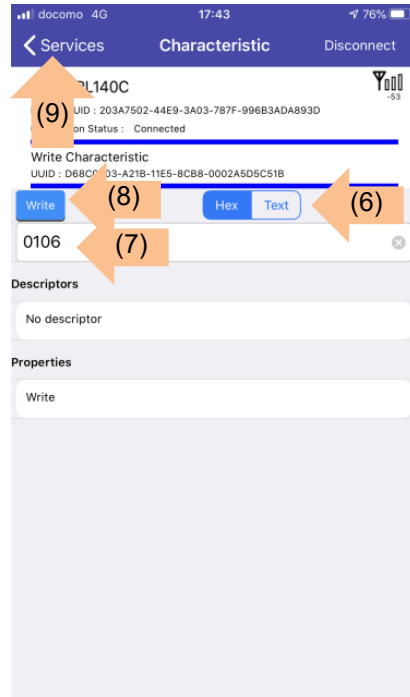 docomo 4G 17:43 76%
Services Characteristic Disconnect
L140C
-53
(9) UID : 203A7502-44E9-3A03-787F-996B3ADA893D
on Status : Connected
Write Characteristic
UUID : D68C 03-A21B-11E5-8CB8-0002A5D5C51B
Write (8) Hex Text (6)
0106 (7)
Descriptors
No descriptor
Properties
Write